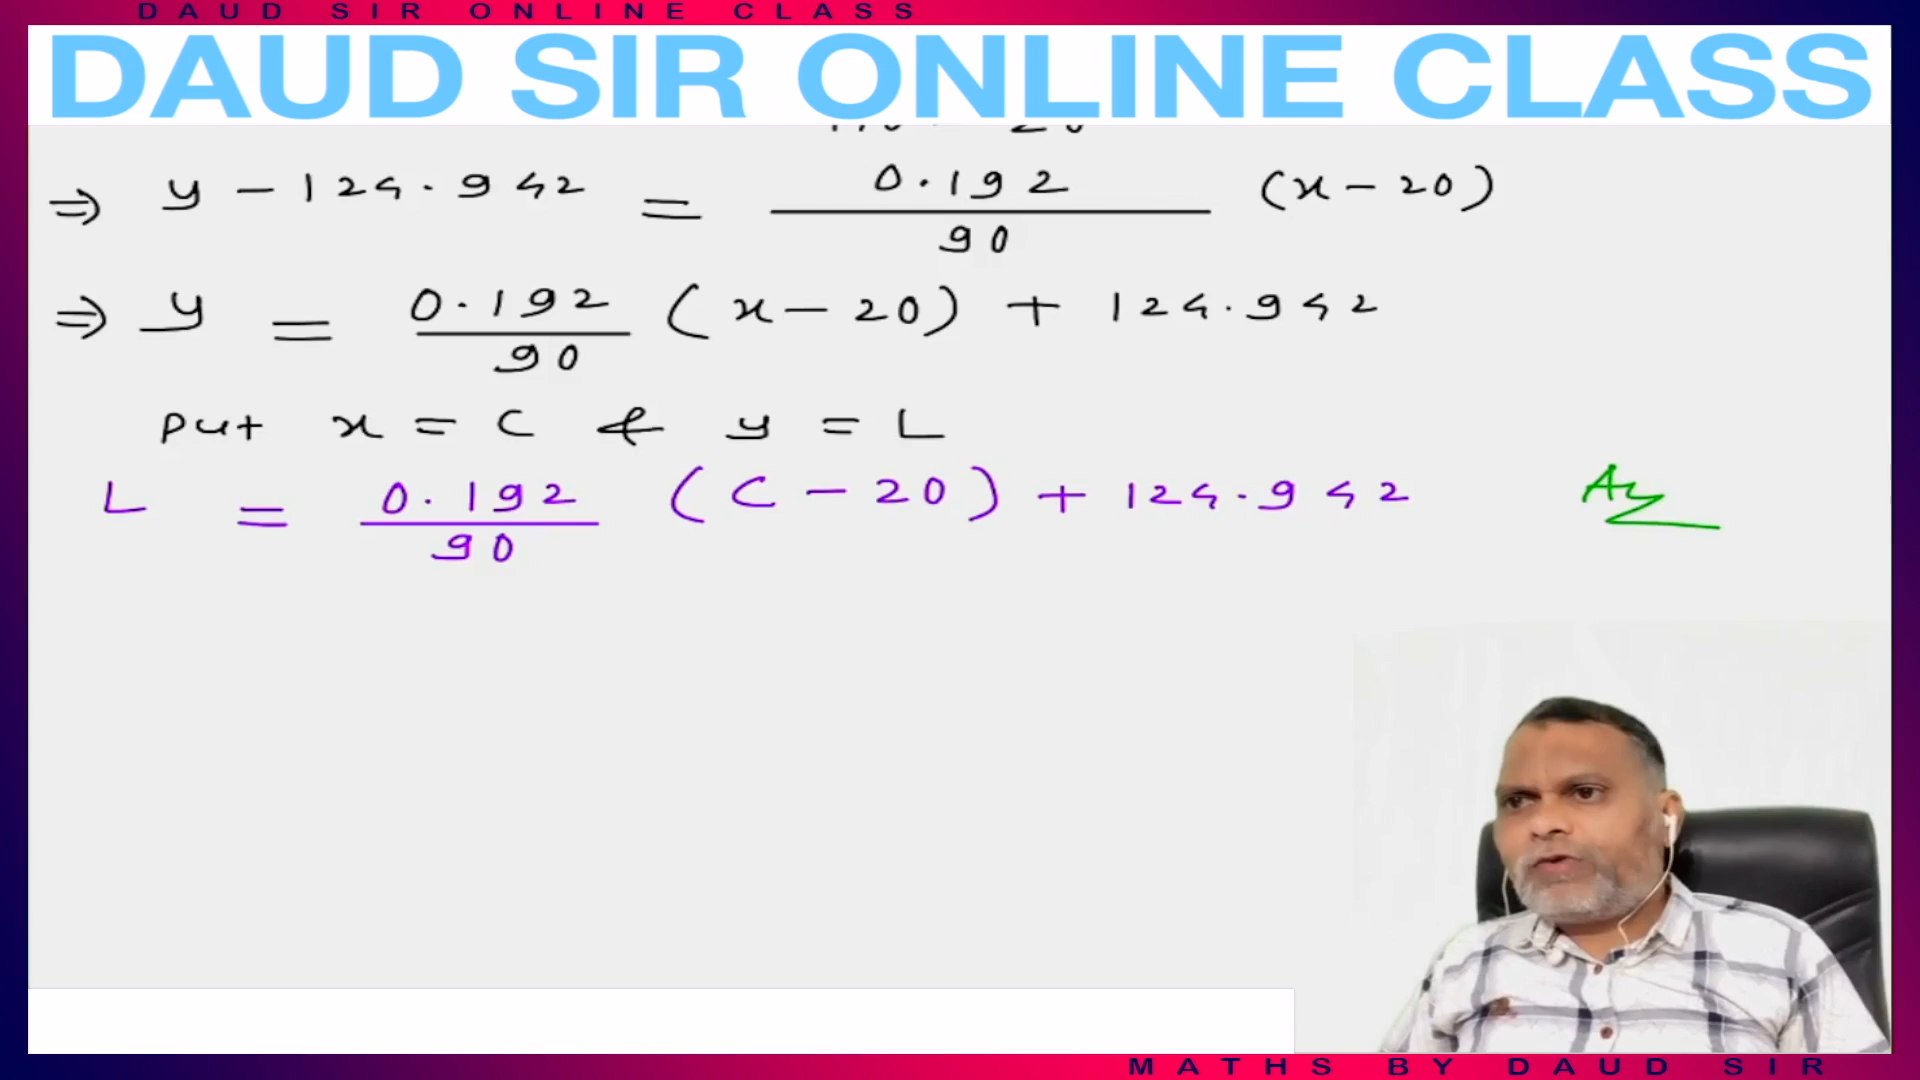 DAUD SIR ONLINE CLASS
DAUD SIR ONLINE CLASS
⇒ y - 124.942 = 0.192/90 (x - 20)
⇒ y = 0.192/90 (x - 20) + 124.942
Put x = C & y = L
L = 0.192/90 (C - 20) + 124.942 Ans
MATHS BY DAUD SIR